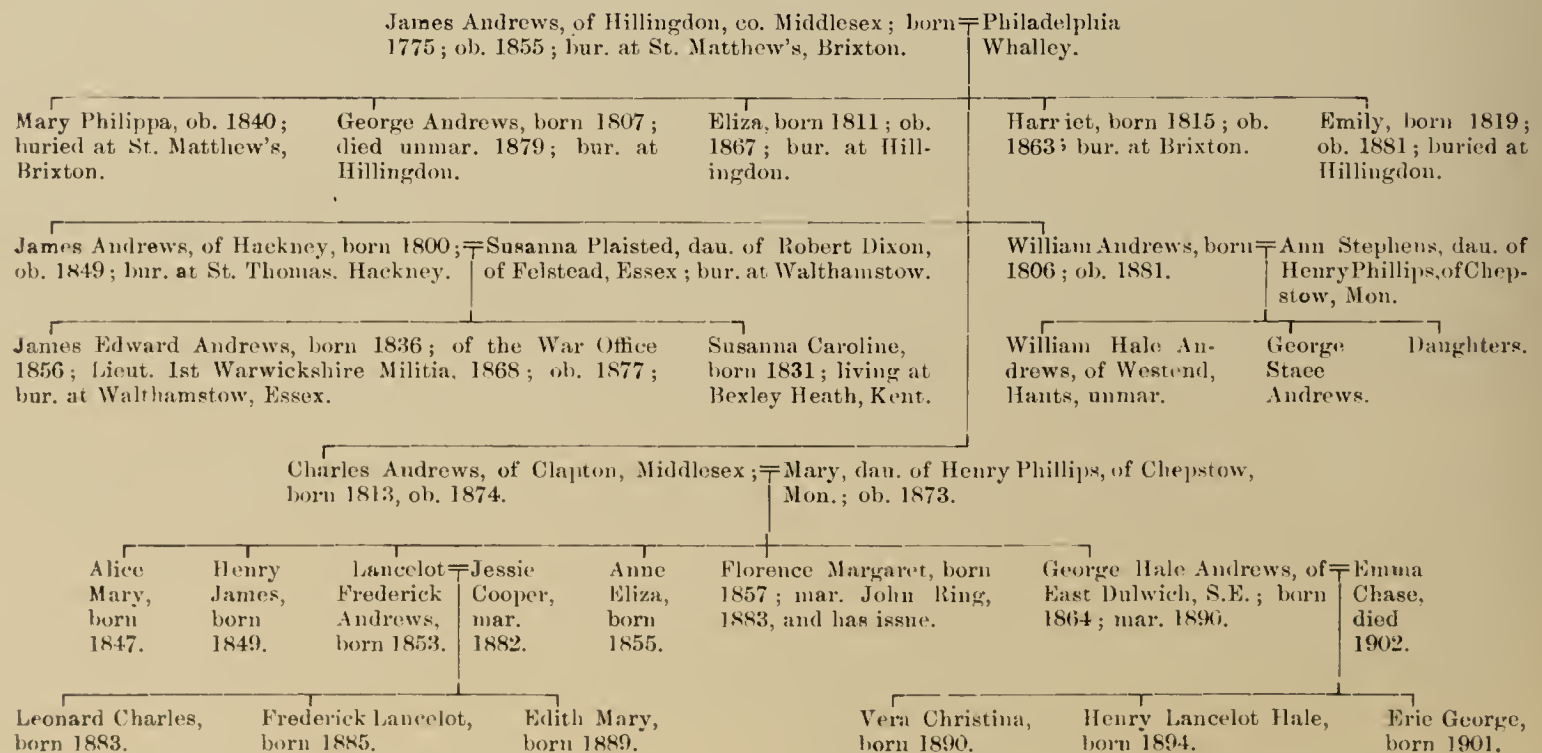 James Andrews, of Hillingdon, co. Middlesex; born=Philadelphia
1775; ob. 1855; bur. at St. Matthew's, Brixton. Whalley.
Mary Philippa, ob. 1840;
buried at St. Matthew's,
Brixton.
George Andrews, born 1807;
died unmar. 1879; bur. at
Hillingdon.
Eliza, born 1811; ob.
1867; bur. at Hill-
ingdon.
Harriet, born 1815; ob.
1863; bur. at Brixton.
Emily, born 1819;
ob. 1881; buried at
Hillingdon.
James Andrews, of Hackney, born 1800;=Susanna Plaisted, dau. of Robert Dixon,
ob. 1849; bur. at St. Thomas. Hackney. of Felstead, Essex; bur. at Walthamstow.
William Andrews, born=Ann Stephens, dau. of
1806; ob. 1881. Henry Phillips, of Chep-
stow, Mon.
James Edward Andrews, born 1836; of the War Office
1856; Lieut. 1st Warwickshire Militia, 1868; ob. 1877;
bur. at Walthamstow, Essex.
Susanna Caroline,
born 1831; living at
Bexley Heath, Kent.
William Hale An-
drews, of Westend,
Hants, unmar.
George
Stace
Andrews.
Daughters.
Charles Andrews, of Clapton, Middlesex;=Mary, dau. of Henry Phillips, of Chepstow,
born 1813, ob. 1874. Mon.; ob. 1873.
Alice
Mary,
born
1847.
Henry
James,
born
1849.
Lancelot=Jessie
Frederick Cooper,
Andrews, mar.
born 1853. 1882.
Anne
Eliza,
born
1855.
Florence Margaret, born
1857; mar. John Ring,
1883, and has issue.
George Hale Andrews, of=Emma
East Dulwich, S.E.; born Chase,
1864; mar. 1890. died
1902.
Leonard Charles,
born 1883.
Frederick Lancelot,
born 1885.
Edith Mary,
born 1889.
Vera Christina,
born 1890.
Henry Lancelot Hale,
born 1894.
Eric George,
born 1901.